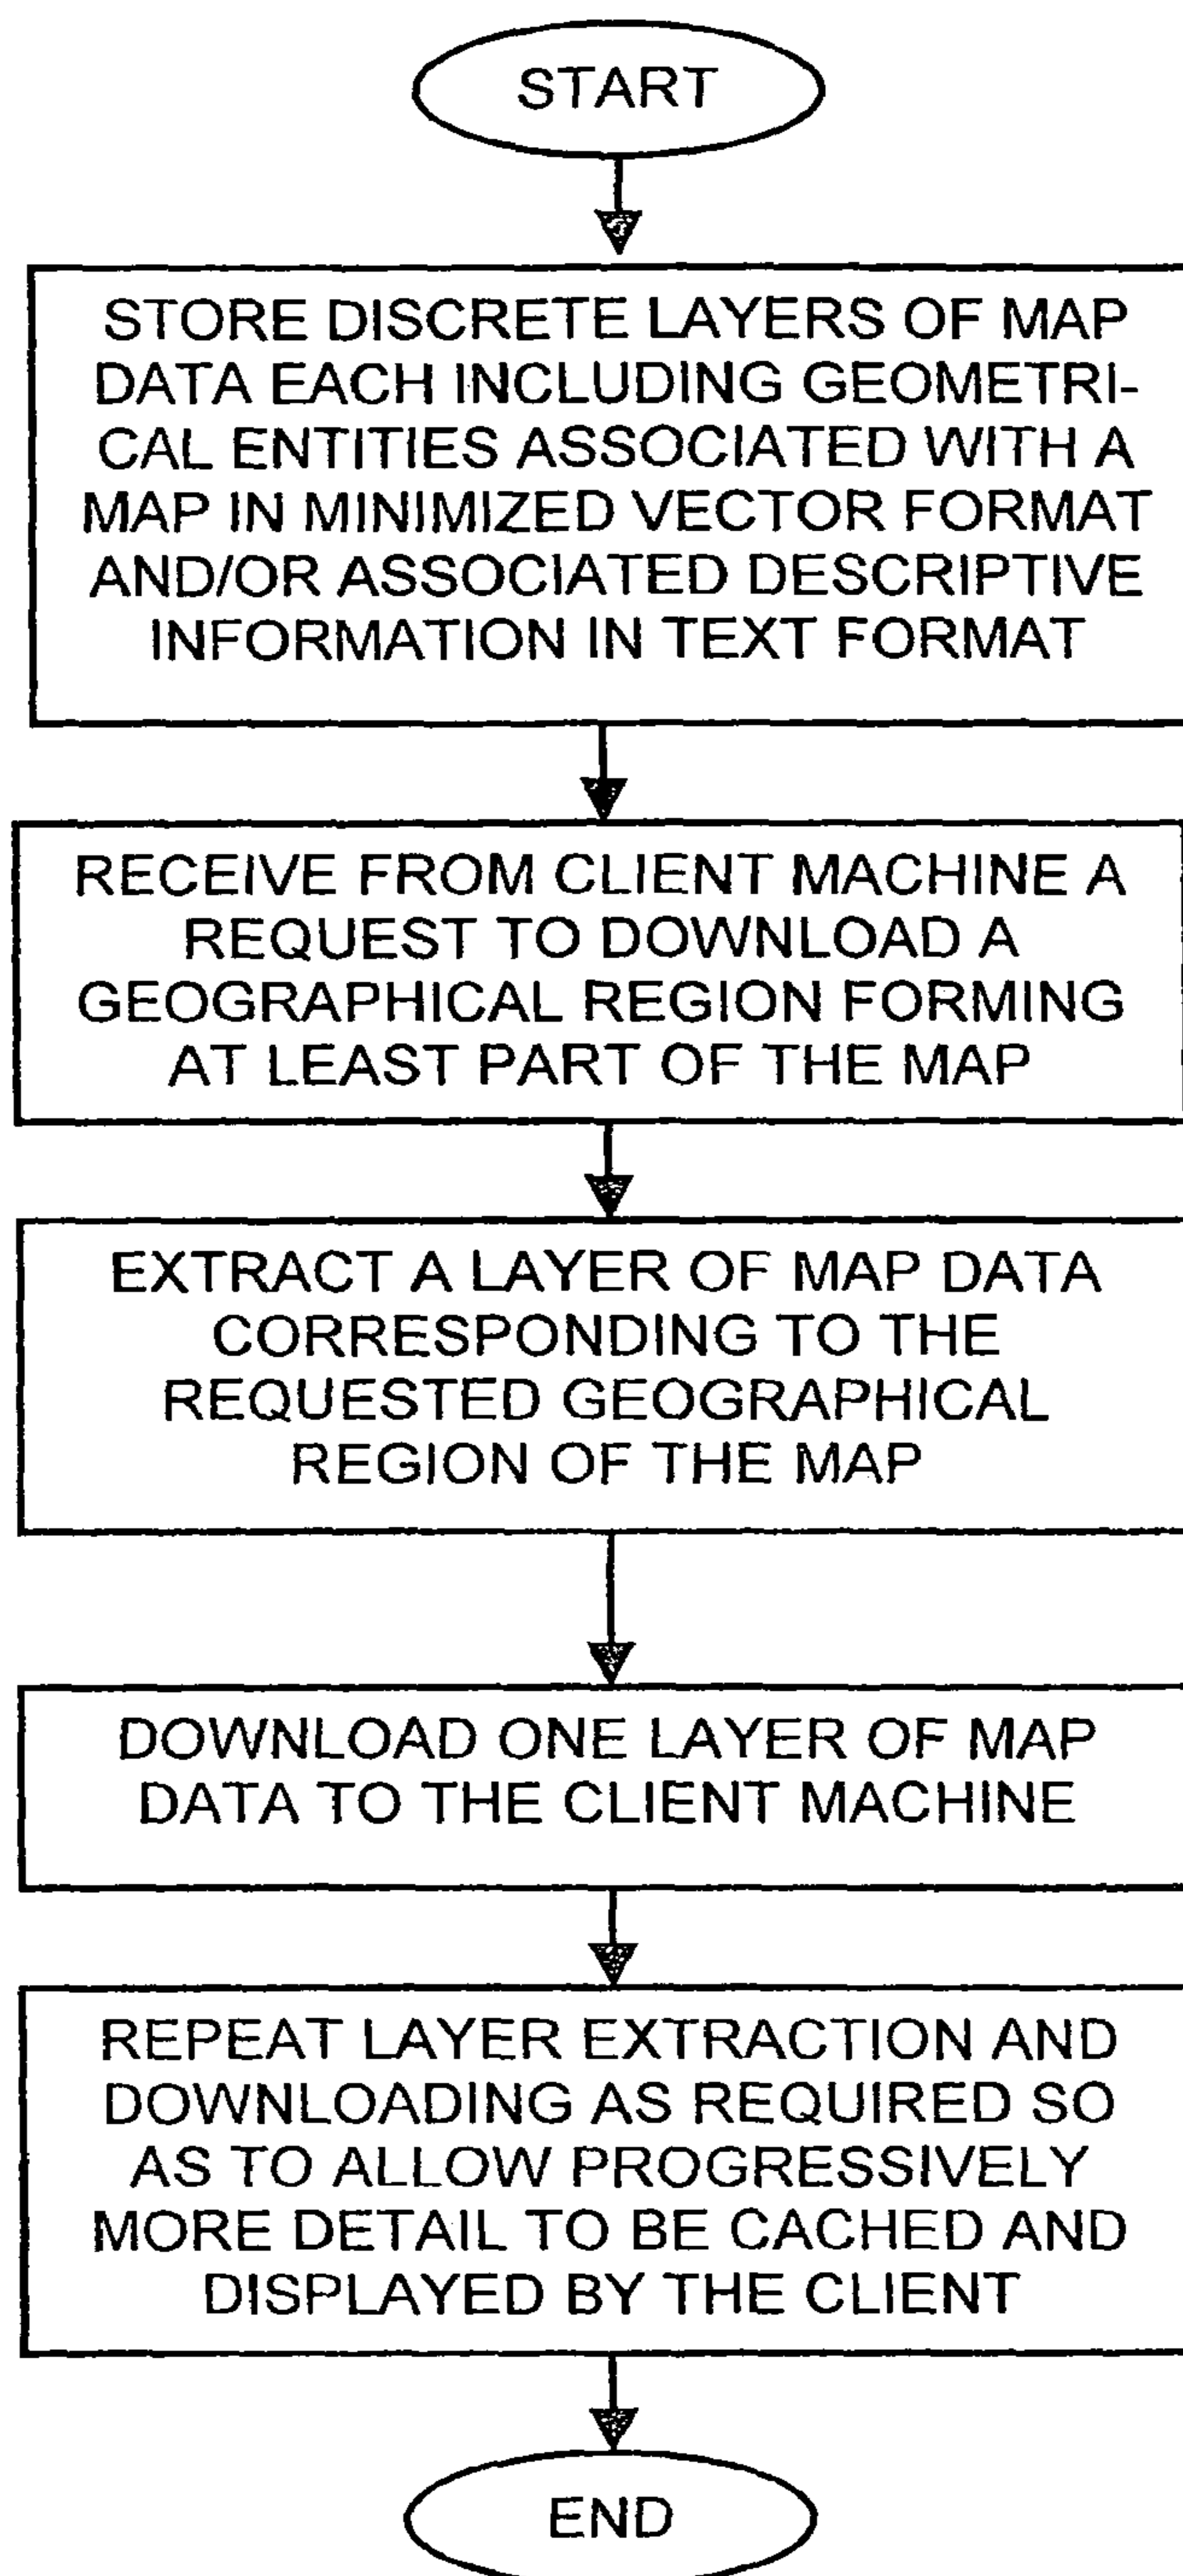 START
STORE DISCRETE LAYERS OF MAP
DATA EACH INCLUDING GEOMETRI-
CAL ENTITIES ASSOCIATED WITH A
MAP IN MINIMIZED VECTOR FORMAT
AND/OR ASSOCIATED DESCRIPTIVE
INFORMATION IN TEXT FORMAT
RECEIVE FROM CLIENT MACHINE A
REQUEST TO DOWNLOAD A
GEOGRAPHICAL REGION FORMING
AT LEAST PART OF THE MAP
EXTRACT A LAYER OF MAP DATA
CORRESPONDING TO THE
REQUESTED GEOGRAPHICAL
REGION OF THE MAP
DOWNLOAD ONE LAYER OF MAP
DATA TO THE CLIENT MACHINE
REPEAT LAYER EXTRACTION AND
DOWNLOADING AS REQUIRED SO
AS TO ALLOW PROGRESSIVELY
MORE DETAIL TO BE CACHED AND
DISPLAYED BY THE CLIENT
END